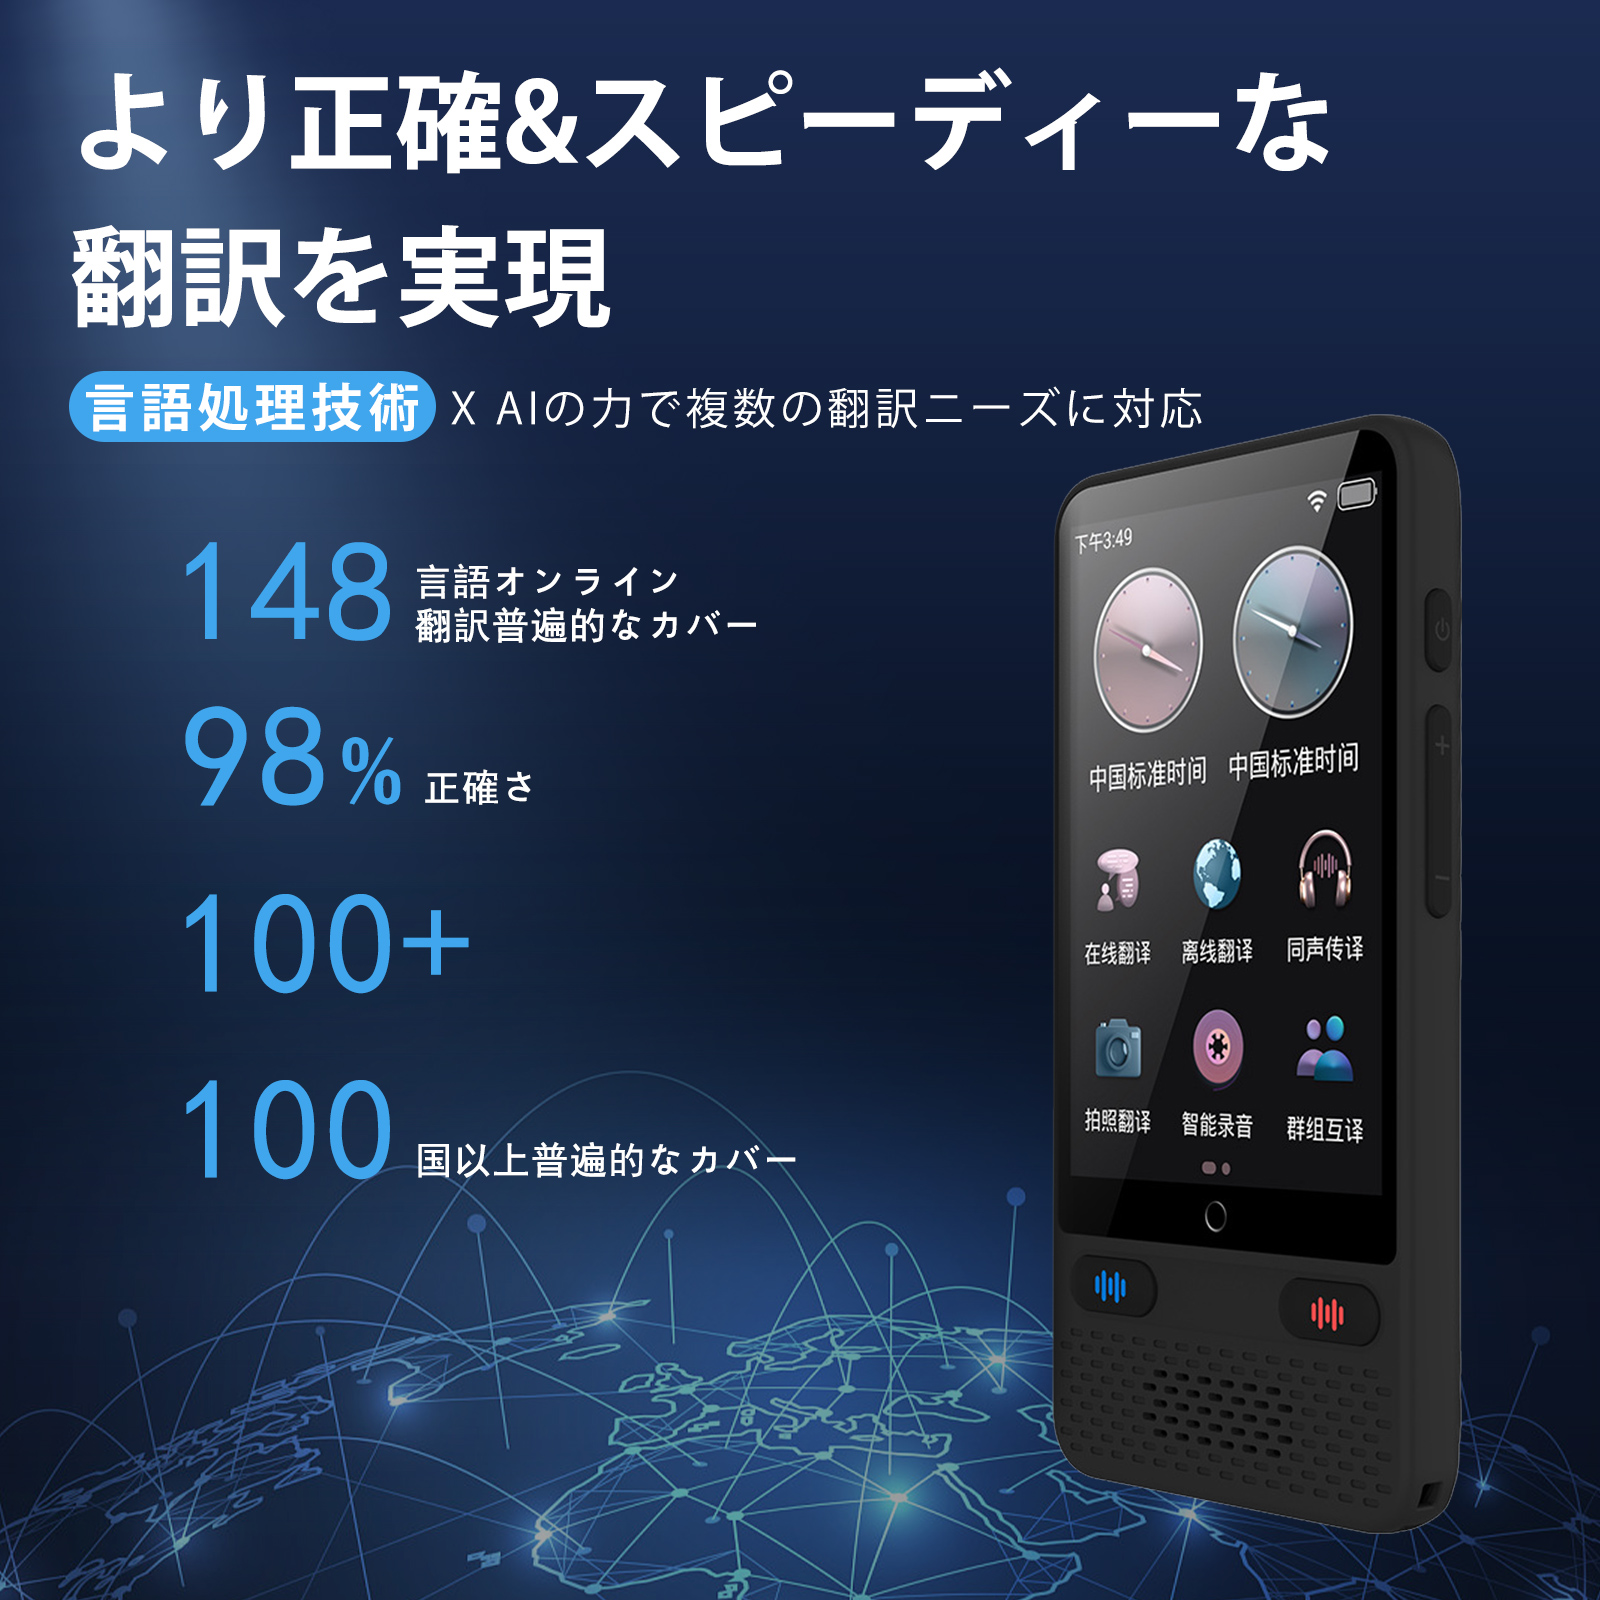 より正確&スピーディーな
翻訳を実現
言語処理技術 X AIの力で複数の翻訳ニーズに対応
148 言語オンライン
翻訳普遍的なカバー
98% 正確さ
100+
100 国以上普遍的なカバー
下午3:49
中国标准时间 中国标准时间
在线翻译 离线翻译 同声传译
拍照翻译 智能录音 群组互译